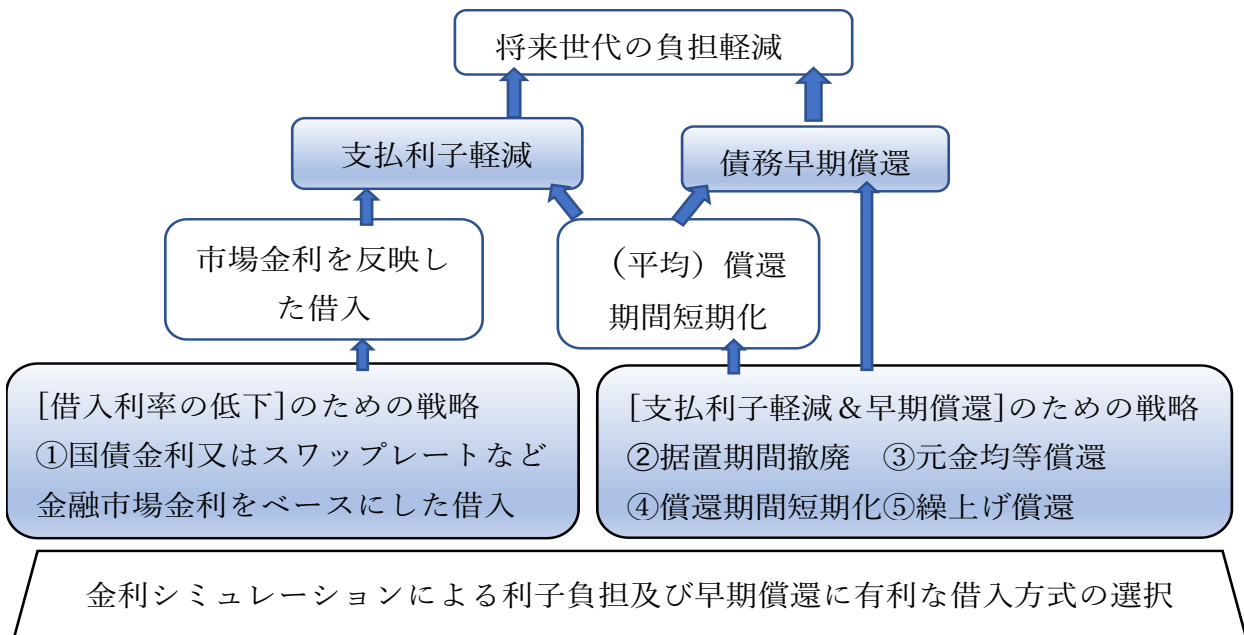 将来世代の負担軽減
支払利子軽減
債務早期償還
市場金利を反映し
た借入
（平均）償還
期間短期化
[借入利率の低下]のための戦略
①国債金利又はスワップレートなど
金融市場金利をベースにした借入
[支払利子軽減＆早期償還]のための戦略
②据置期間撤廃　③元金均等償還
④償還期間短期化⑤繰上げ償還
金利シミュレーションによる利子負担及び早期償還に有利な借入方式の選択